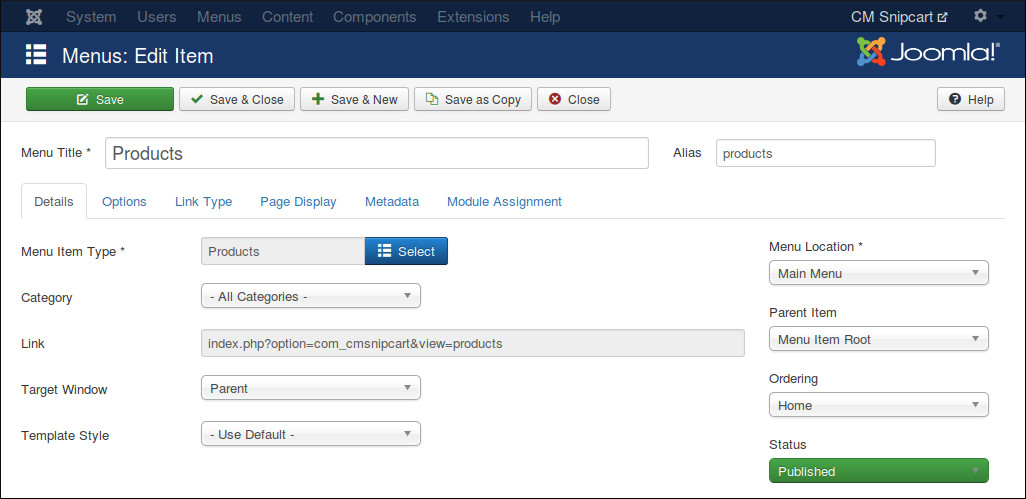 System Users Menus Content Components Extensions Help CM Snipcart
Menus: Edit Item Joomla!®
Save Save & Close Save & New Save as Copy Close Help
Menu Title * Products Alias products
Details Options Link Type Page Display Metadata Module Assignment
Menu Item Type * Products Select
Category - All Categories -
Link index.php?option=com_cmsnipcart&view=products
Target Window Parent
Template Style - Use Default -
Menu Location *
Main Menu
Parent Item
Menu Item Root
Ordering
Home
Status
Published